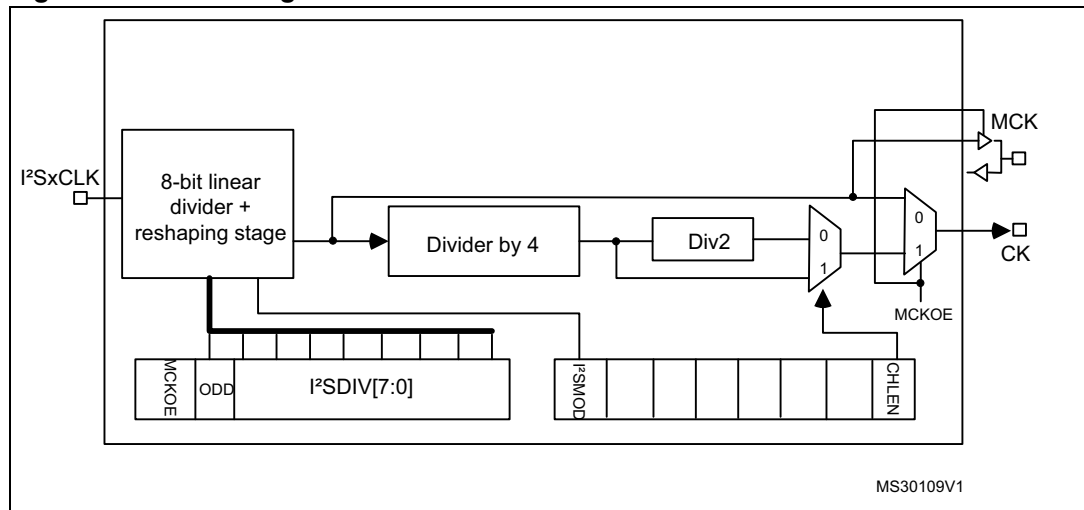 MCK
I²SxCLK
8-bit linear
divider +
reshaping stage
Divider by 4
Div2
0
1
0
1
CK
MCKOE
MCKOE
ODD
I²SDIV[7:0]
I²SMOD
CHLEN
MS30109V1